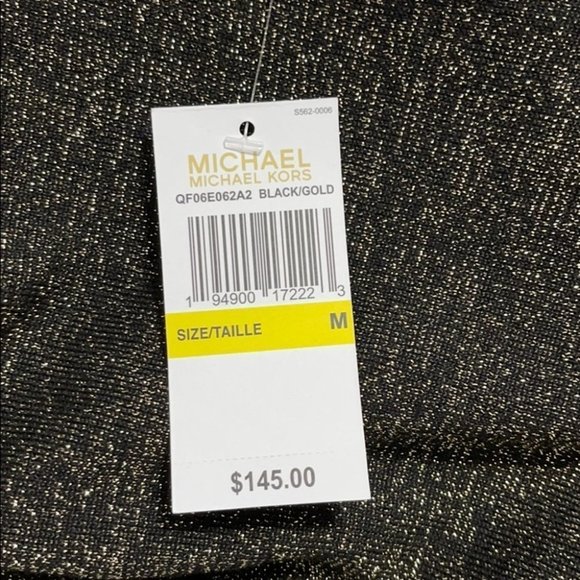 S562-0006
MICHAEL
MICHAEL KORS
QF06E062A2 BLACK/GOLD
1 94900 17222 3
SIZE/TAILLE M
$145.00